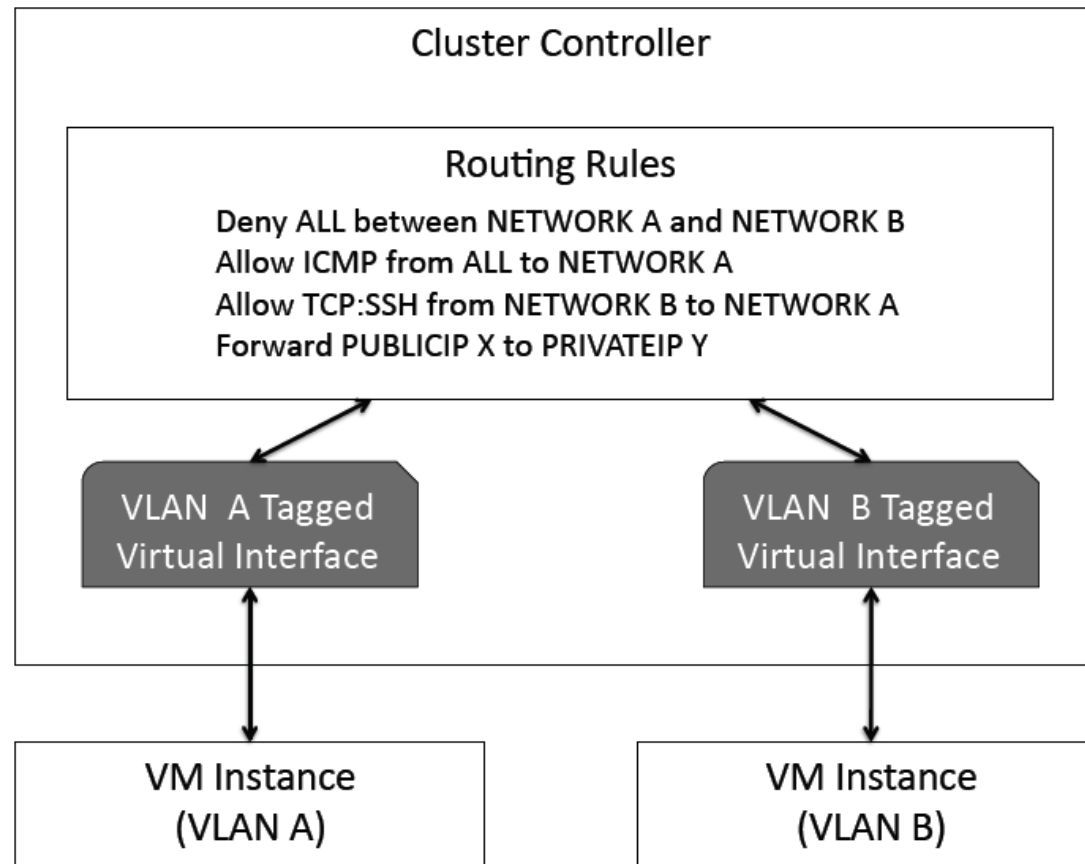 Cluster Controller
Routing Rules
Deny ALL between NETWORK A and NETWORK B
Allow ICMP from ALL to NETWORK A
Allow TCP:SSH from NETWORK B to NETWORK A
Forward PUBLICIP X to PRIVATEIP Y
VLAN A Tagged
Virtual Interface
VLAN B Tagged
Virtual Interface
VM Instance
(VLAN A)
VM Instance
(VLAN B)